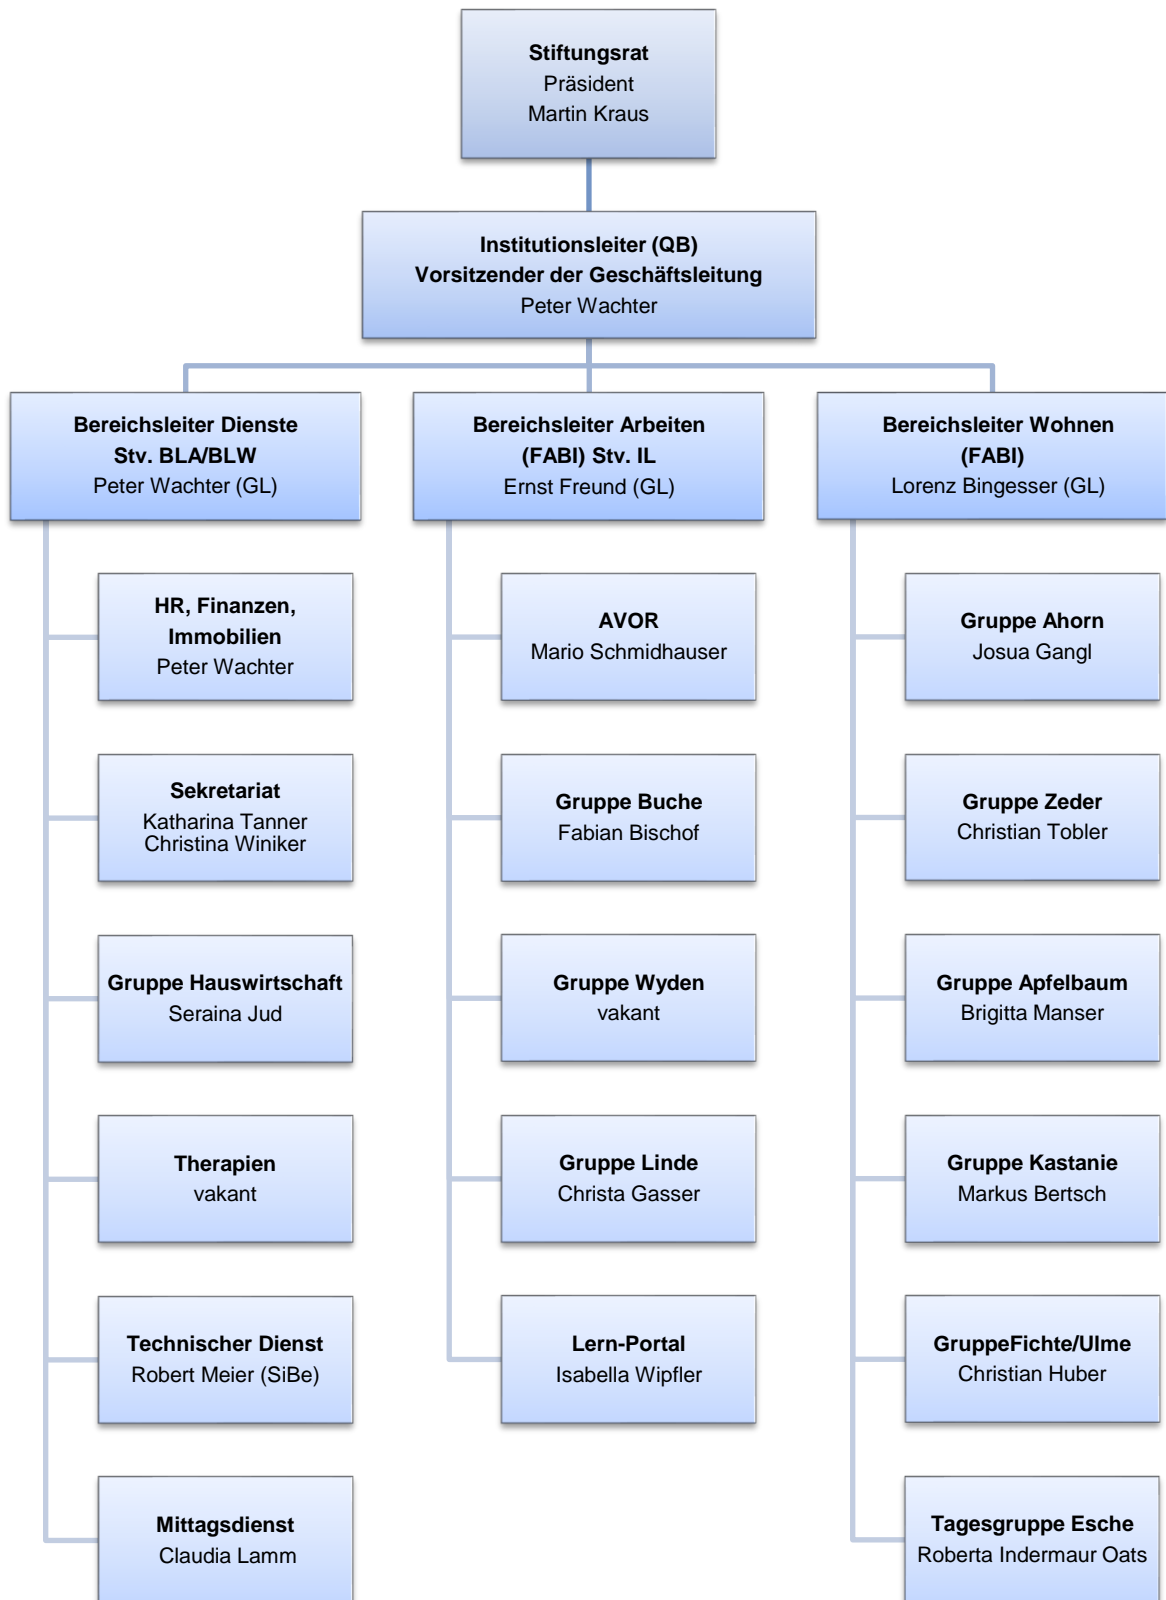 Stiftungsrat
Präsident
Martin Kraus
Institutionsleiter (QB)
Vorsitzender der Geschäftsleitung
Peter Wachter
Bereichsleiter Dienste
Stv. BLA/BLW
Peter Wachter (GL)
HR, Finanzen,
Immobilien
Peter Wachter
Sekretariat
Katharina Tanner
Christina Winiker
Gruppe Hauswirtschaft
Seraina Jud
Therapien
vakant
Technischer Dienst
Robert Meier (SiBe)
Mittagsdienst
Claudia Lamm
Bereichsleiter Arbeiten
(FABI) Stv. IL
Ernst Freund (GL)
AVOR
Mario Schmidhauser
Gruppe Buche
Fabian Bischof
Gruppe Wyden
vakant
Gruppe Linde
Christa Gasser
Lern-Portal
Isabella Wipfler
Bereichsleiter Wohnen
(FABI)
Lorenz Bingesser (GL)
Gruppe Ahorn
Josua Gangl
Gruppe Zeder
Christian Tobler
Gruppe Apfelbaum
Brigitta Manser
Gruppe Kastanie
Markus Bertsch
GruppeFichte/Ulme
Christian Huber
Tagesgruppe Esche
Roberta Indermaur Oats